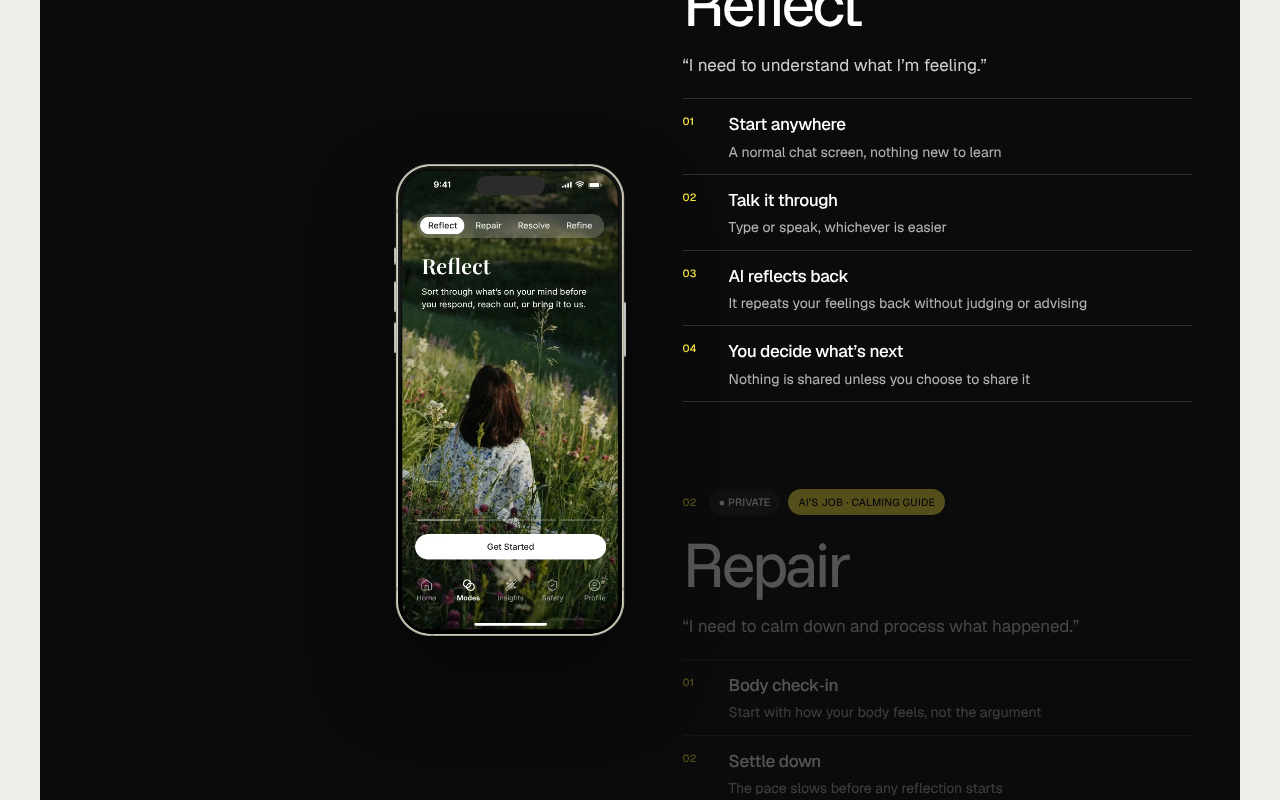 9:41
Reflect
Repair
Resolve
Refine
Reflect
Sort through what's on your mind before
you respond, reach out, or bring it to us.
Get Started
Home
Modes
Insights
Safety
Profile
Reflect
“I need to understand what I’m feeling.”
01
Start anywhere
A normal chat screen, nothing new to learn
02
Talk it through
Type or speak, whichever is easier
03
AI reflects back
It repeats your feelings back without judging or advising
04
You decide what’s next
Nothing is shared unless you choose to share it
02
PRIVATE
AI’S JOB · CALMING GUIDE
Repair
“I need to calm down and process what happened.”
01
Body check-in
Start with how your body feels, not the argument
02
Settle down
The pace slows before any reflection starts